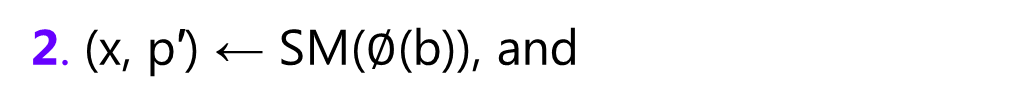 2. (x, p′) ← SM(∅(b)), and